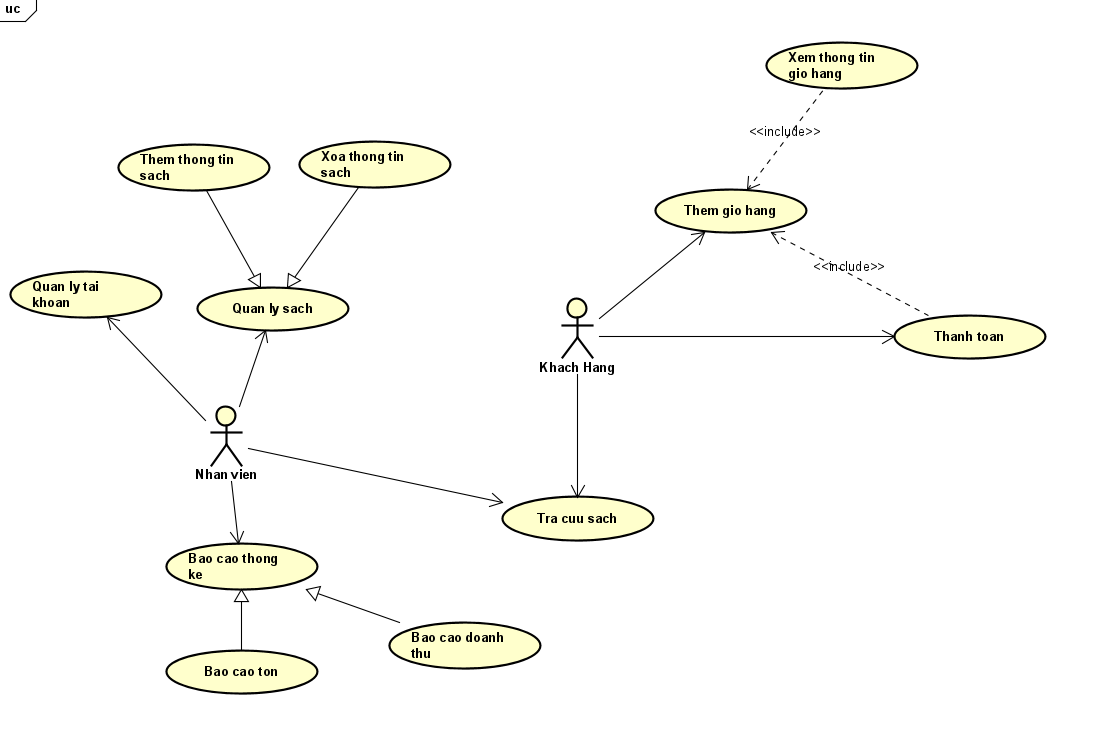 uc
Xem thong tin
gio hang
<<include>>
Them thong tin
sach
Xoa thong tin
sach
Them gio hang
<<include>>
Quan ly tai
khoan
Quan ly sach
Khach Hang
Thanh toan
Nhan vien
Tra cuu sach
Bao cao thong
ke
Bao cao doanh
thu
Bao cao ton